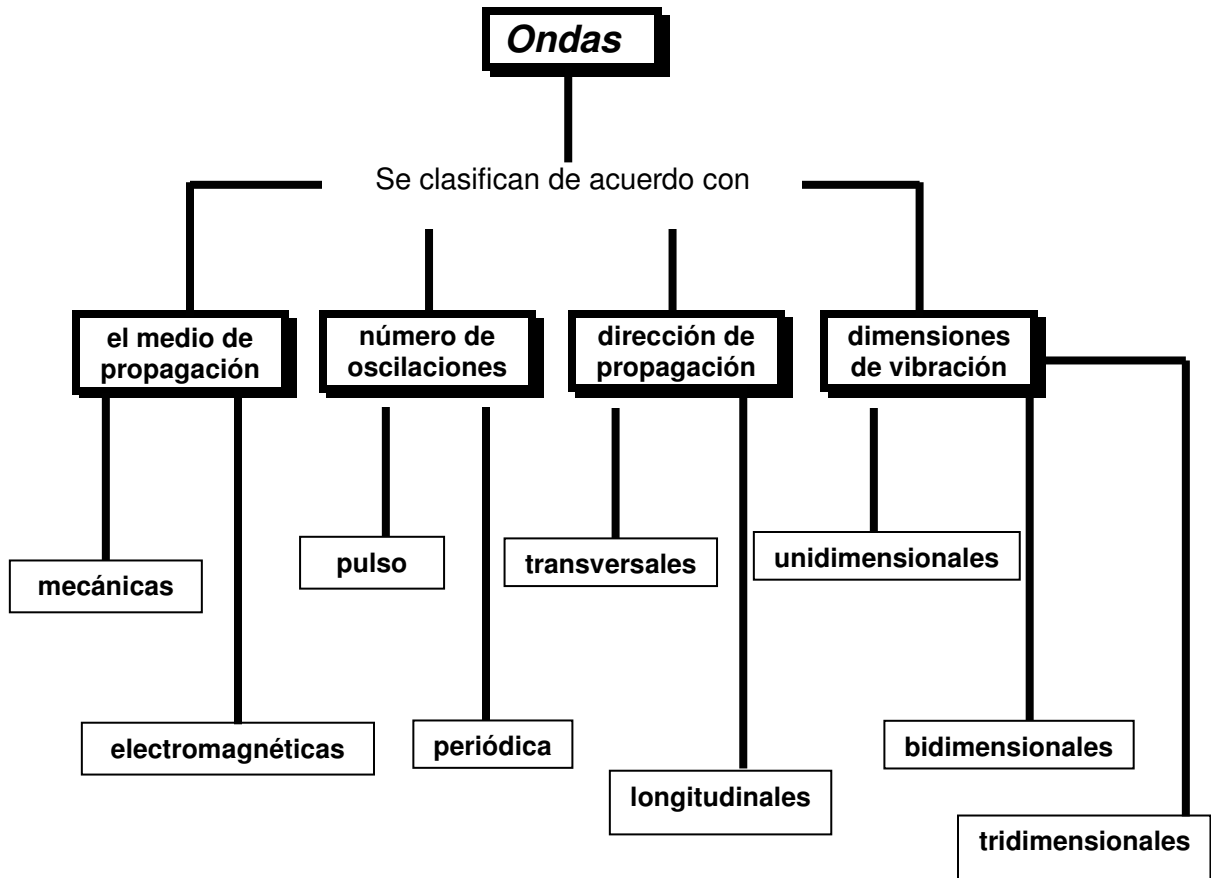 Ondas
Se clasifican de acuerdo con
el medio de
propagación
número de
oscilaciones
dirección de
propagación
dimensiones
de vibración
mecánicas
electromagnéticas
pulso
periódica
transversales
longitudinales
unidimensionales
bidimensionales
tridimensionales